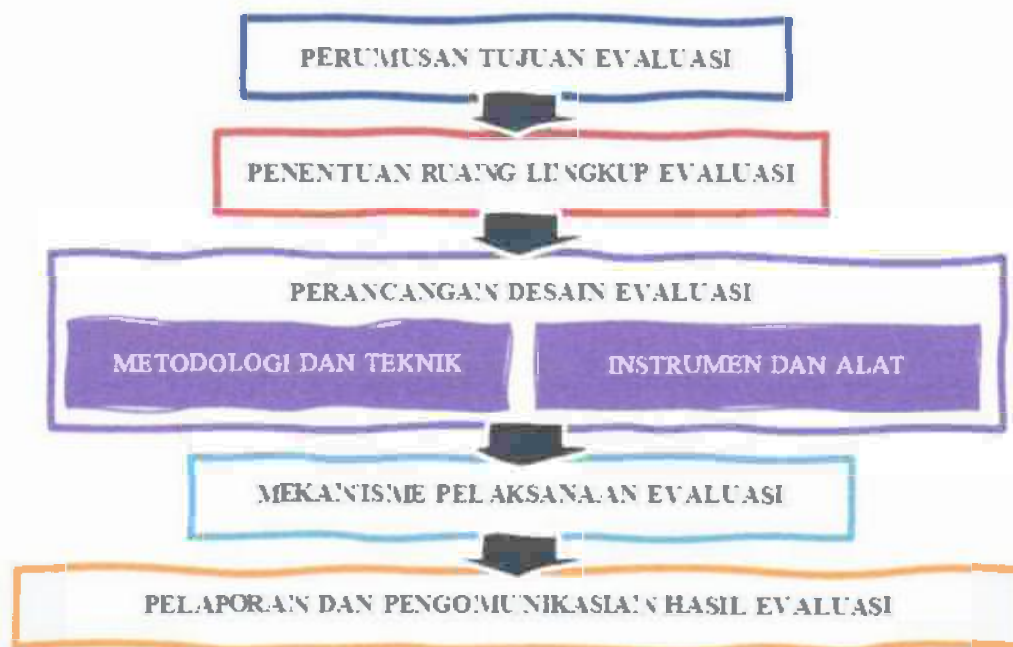 PERUMUSAN TUJUAN EVALUASI
PENENTUAN RUANG LINGKUP EVALUASI
PERANCANGAN DESAIN EVALUASI
METODOLOGI DAN TEKNIK
INSTRUMEN DAN ALAT
MEKANISME PELAKSANAAN EVALUASI
PELAPORAN DAN PENGOMUNIKASIAN HASIL EVALUASI